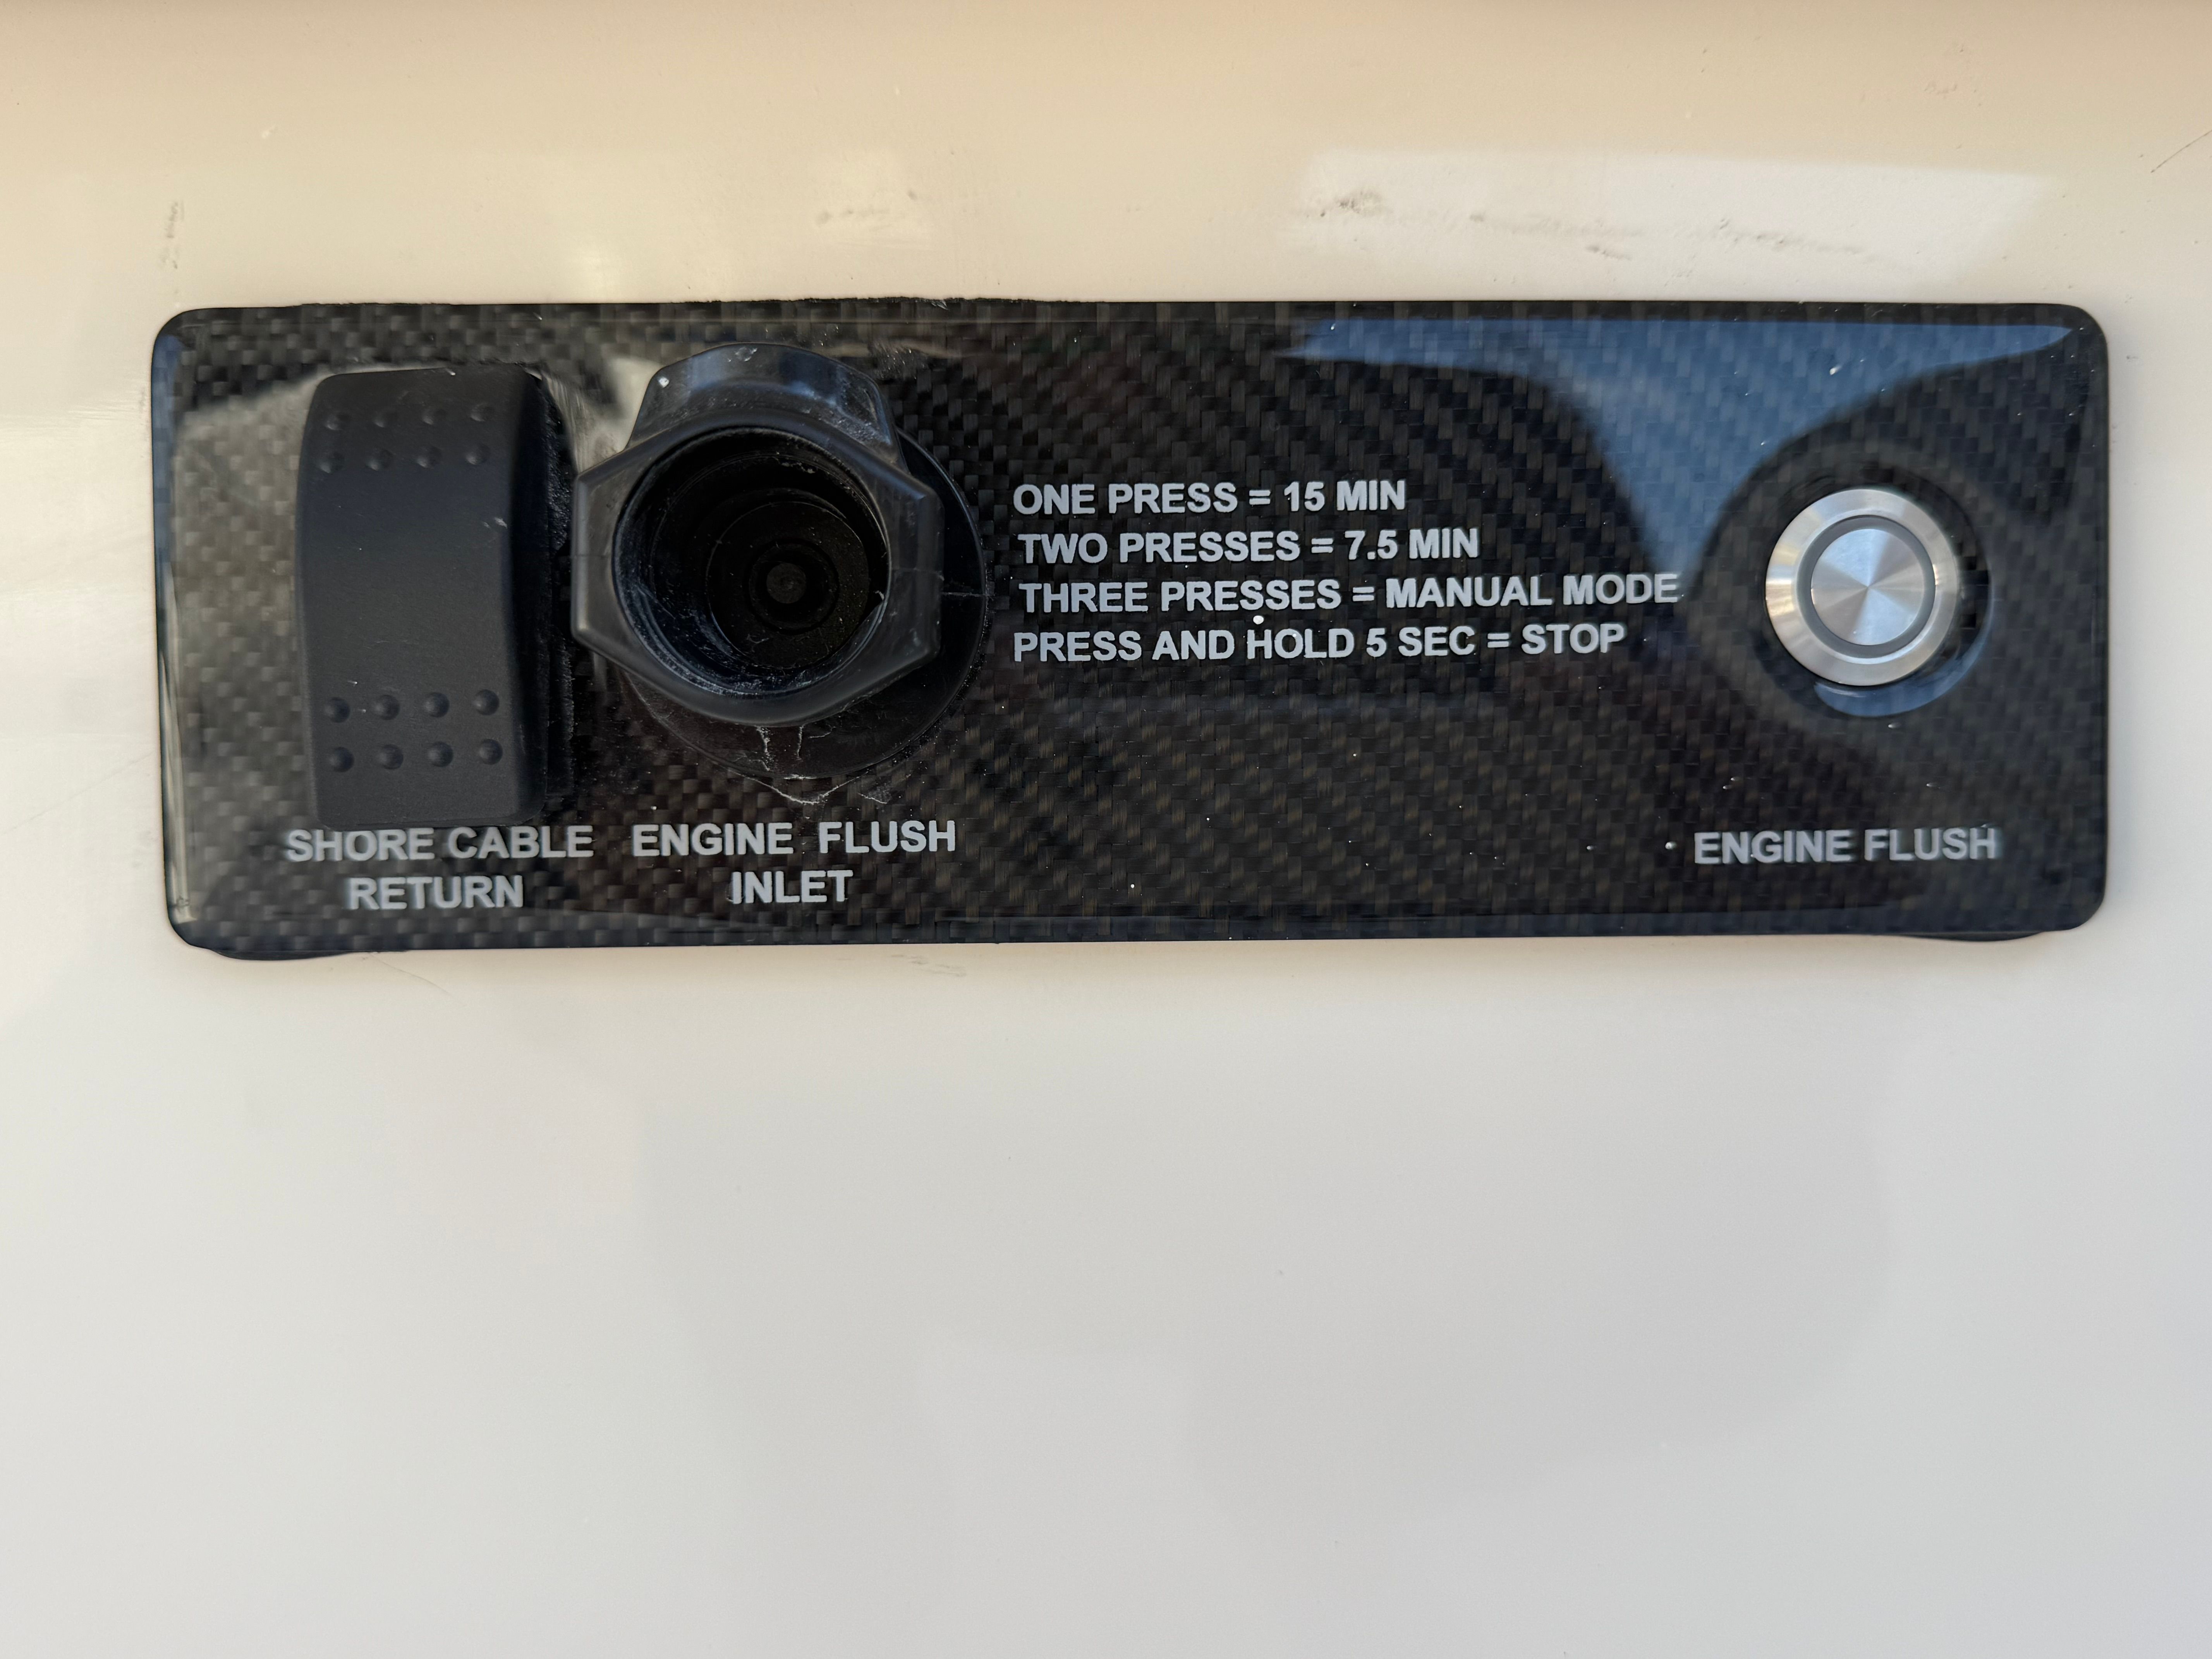 ONE PRESS = 15 MIN
TWO PRESSES = 7.5 MIN
THREE PRESSES = MANUAL MODE
PRESS AND HOLD 5 SEC = STOP
SHORE CABLE
RETURN
ENGINE FLUSH
INLET
ENGINE FLUSH